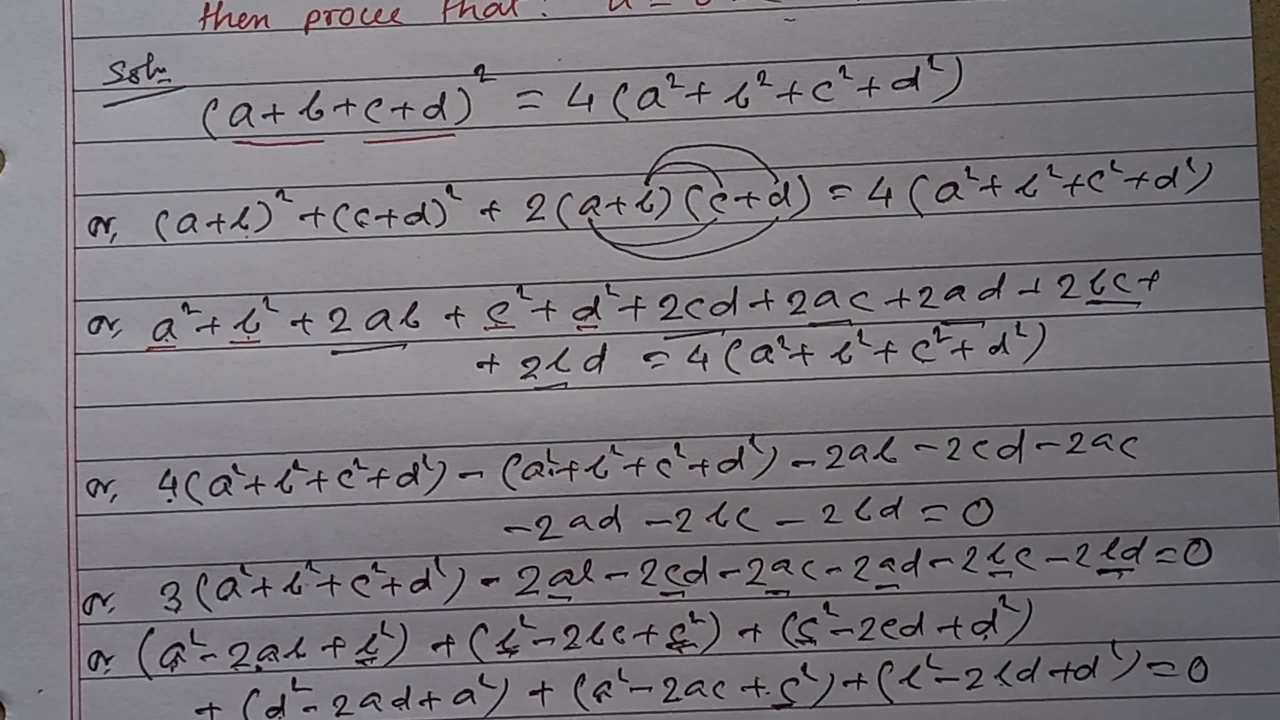 then prove that: a =
Soln
(a+b+c+d)² = 4(a²+b²+c²+d²)
or, (a+b)²+(c+d)²+2(a+b)(c+d)=4(a²+b²+c²+d²)
or, a²+b²+2ab+c²+d²+2cd+2ac+2ad+2bc+
+2bd = 4(a²+b²+c²+d²)
or, 4(a²+b²+c²+d²)-(a²+b²+c²+d²)-2ab-2cd-2ac
-2ad-2bc-2bd=0
or, 3(a²+b²+c²+d²)-2ab-2cd-2ac-2ad-2bc-2bd=0
or (a²-2ab+b²)+(b²-2bc+c²)+(c²-2cd+d²)
+(d²-2ad+a²)+(a²-2ac+c²)+(b²-2bd+d²)=0